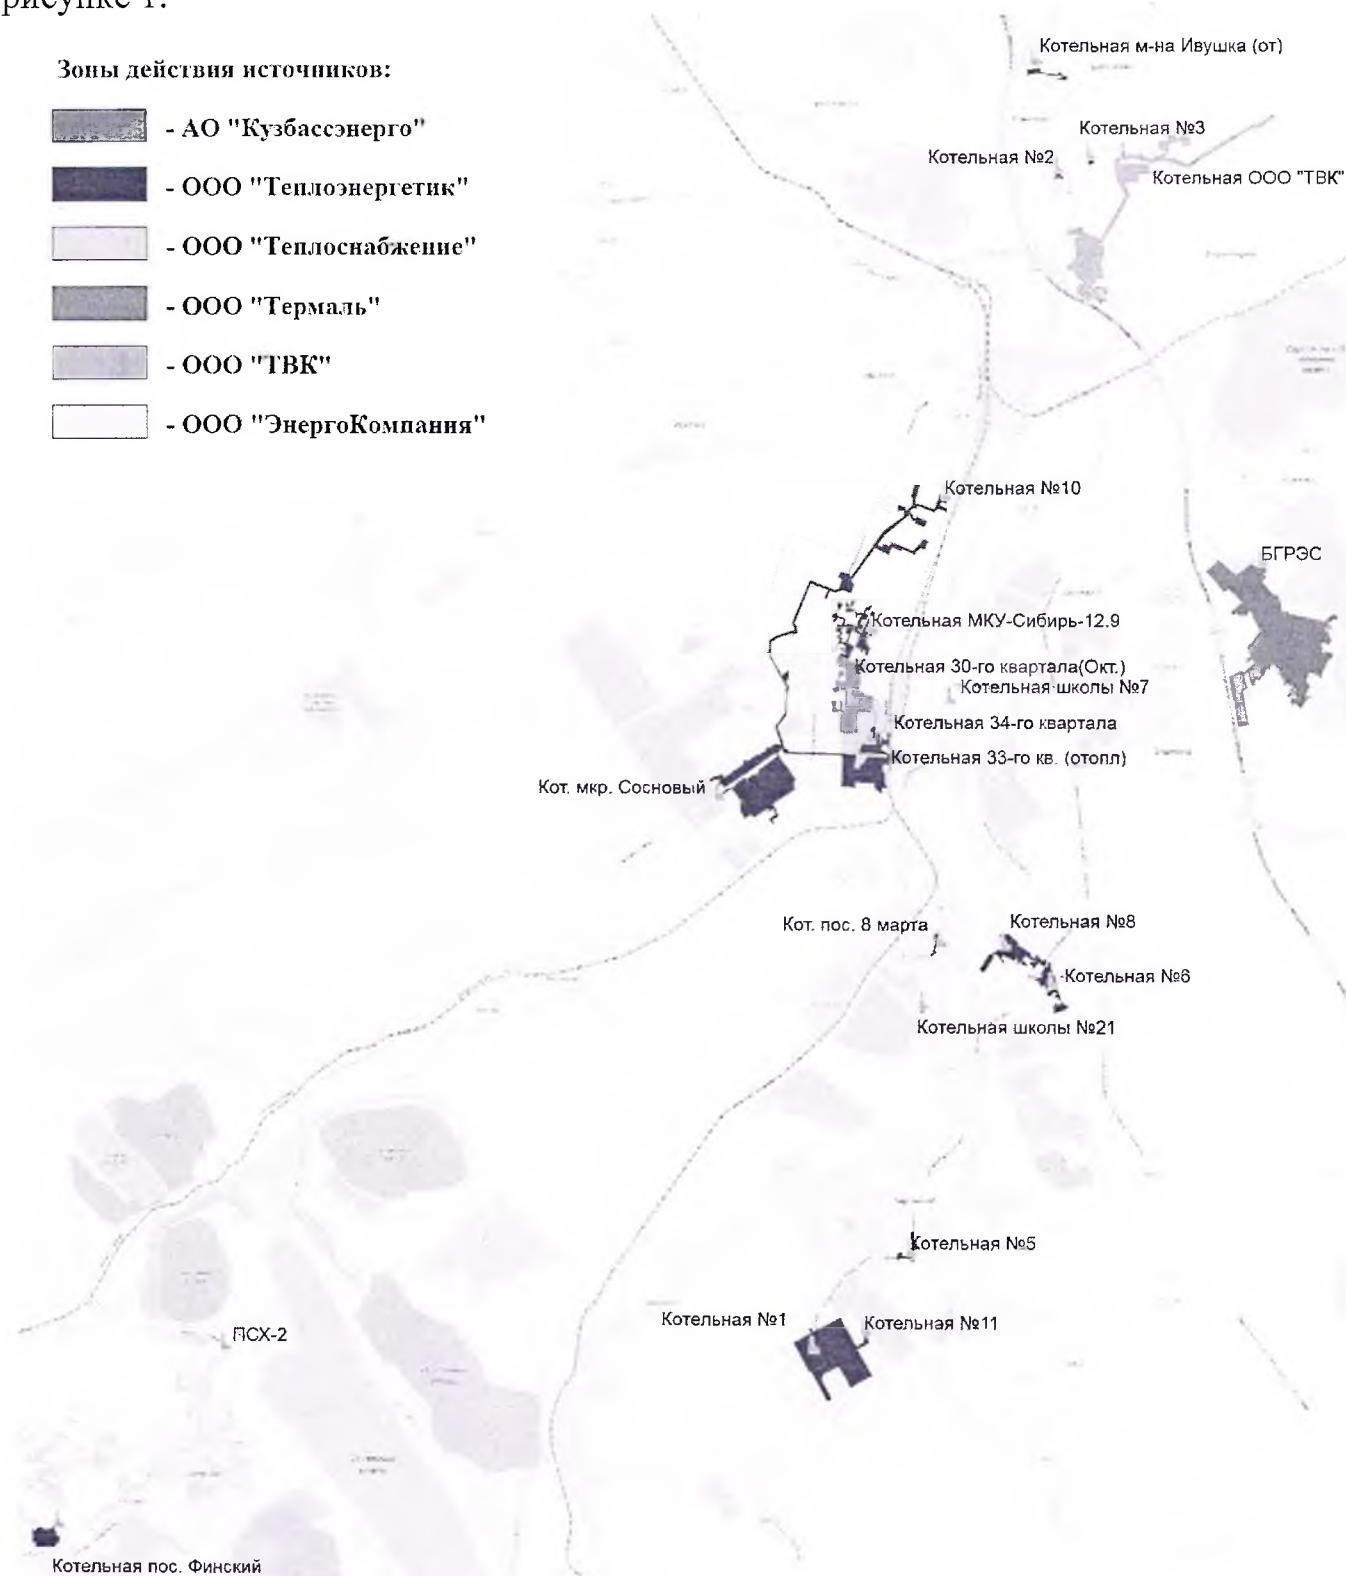 рисунке 1.
Зоны действия источников:
- АО "Кузбассэнерго"
- ООО "Теплоэнергетик"
- ООО "Теплоснабжение"
- ООО "Термаль"
- ООО "ТВК"
- ООО "ЭнергоКомпания"
Котельная м-на Ивушка (от)
Котельная №3
Котельная №2
Котельная ООО "ТВК"
Котельная №10
БГРЭС
Котельная МКУ-Сибирь-12.9
Котельная 30-го квартала(Окт.)
Котельная школы №7
Котельная 34-го квартала
Котельная 33-го кв. (отопл)
Кот. мкр. Сосновый
Кот. пос. 8 марта
Котельная №8
Котельная №6
Котельная школы №21
Котельная №5
Котельная №1
Котельная №11
ПСХ-2
Котельная пос. Финский